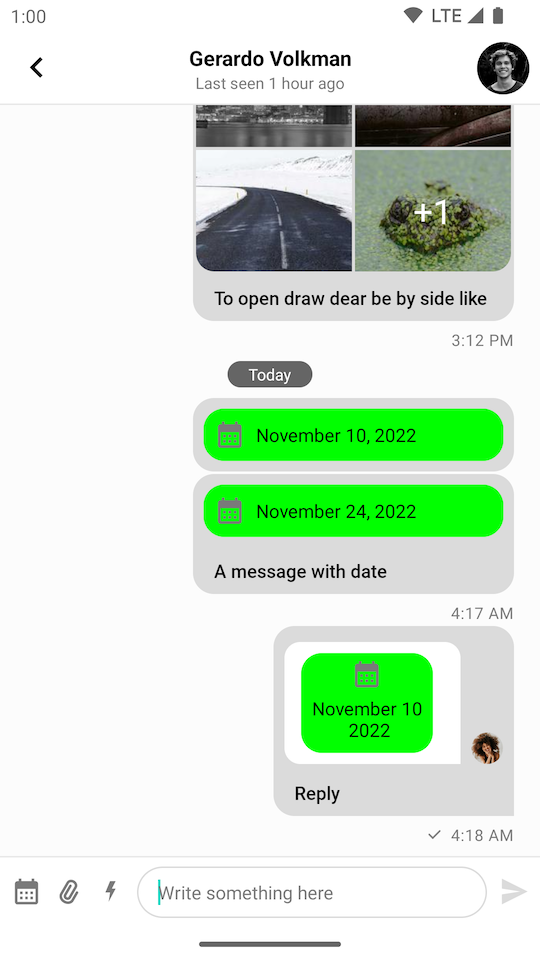 1:00
LTE
Gerardo Volkman
Last seen 1 hour ago
+1
To open draw dear be by side like
3:12 PM
Today
November 10, 2022
November 24, 2022
A message with date
4:17 AM
November 10
2022
Reply
4:18 AM
Write something here